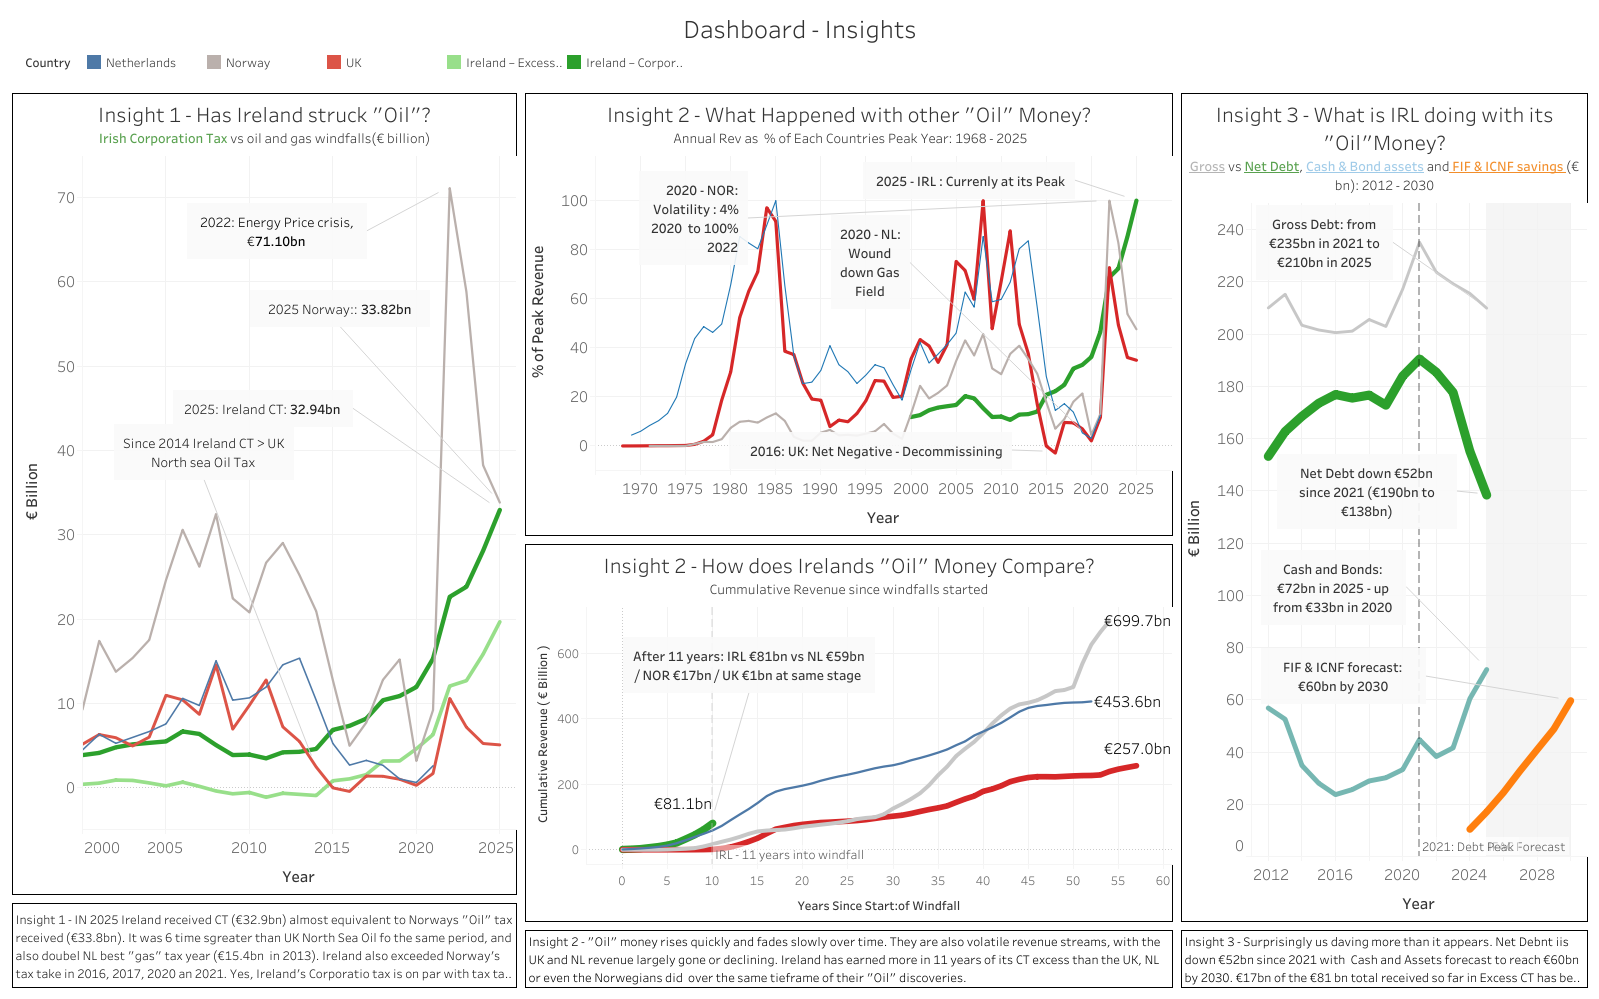 Dashboard - Insights
Country
Netherlands
Norway
UK
Ireland – Excess..
Ireland – Corpor..
Insight 1 - Has Ireland struck "Oil"?
Irish Corporation Tax vs oil and gas windfalls(€ billion)
70
60
50
40
30
20
10
0
€ Billion
2022: Energy Price crisis,
€71.10bn
2025 Norway:: 33.82bn
2025: Ireland CT: 32.94bn
Since 2014 Ireland CT > UK
North sea Oil Tax
2000
2005
2010
2015
2020
2025
Year
Insight 1 - IN 2025 Ireland received CT (€32.9bn) almost equivalent to Norways "Oil" tax
received (€33.8bn). It was 6 time sgreater than UK North Sea Oil fo the same period, and
also doubel NL best "gas" tax year (€15.4bn in 2013). Ireland also exceeded Norway's
tax take in 2016, 2017, 2020 an 2021. Yes, Ireland's Corporatio tax is on par with tax ta..
Insight 2 - What Happened with other "Oil" Money?
Annual Rev as % of Each Countries Peak Year: 1968 - 2025
100
80
60
40
20
0
% of Peak Revenue
2020 - NOR:
Volatility : 4%
2020 to 100%
2022
2025 - IRL : Currenly at its Peak
2020 - NL:
Wound
down Gas
Field
2016: UK: Net Negative - Decommissining
1970
1975
1980
1985
1990
1995
2000
2005
2010
2015
2020
2025
Year
Insight 2 - How does Irelands "Oil" Money Compare?
Cummulative Revenue since windfalls started
600
400
200
0
Cumulative Revenue ( € Billion )
After 11 years: IRL €81bn vs NL €59bn
/ NOR €17bn / UK €1bn at same stage
€699.7bn
€453.6bn
€257.0bn
€81.1bn
IRL - 11 years into windfall
0
5
10
15
20
25
30
35
40
45
50
52
60
Years Since Start:of Windfall
Insight 2 - "Oil" money rises quickly and fades slowly over time. They are also volatile revenue streams, with the
UK and NL revenue largely gone or declining. Ireland has earned more in 11 years of its CT excess than the UK, NL
or even the Norwegians did over the same tieframe of their "Oil" discoveries.
Insight 3 - What is IRL doing with its
"Oil"Money?
Gross vs Net Debt, Cash & Bond assets and FIF & ICNF savings (€
bn): 2012 - 2030
240
220
200
180
160
140
120
100
80
60
40
20
0
€ Billion
Gross Debt: from
€235bn in 2021 to
€210bn in 2025
Net Debt down €52bn
since 2021 (€190bn to
€138bn)
Cash and Bonds:
€72bn in 2025 - up
from €33bn in 2020
FIF & ICNF forecast:
€60bn by 2030
2021: Debt Peak
Forecast
2012
2016
2020
2024
2028
Year
Insight 3 - Surprisingly us daving more than it appears. Net Debnt iis
down €52bn since 2021 with Cash and Assets forecast to reach €60bn
by 2030. €17bn of the €81 bn total received so far in Excess CT has be..